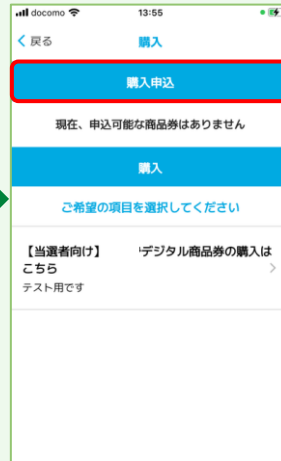 docomo 13:55
戻る 購入
購入申込
現在、申込可能な商品券はありません
購入
ご希望の項目を選択してください
【当選者向け】 デジタル商品券の購入は
こちら
テスト用です